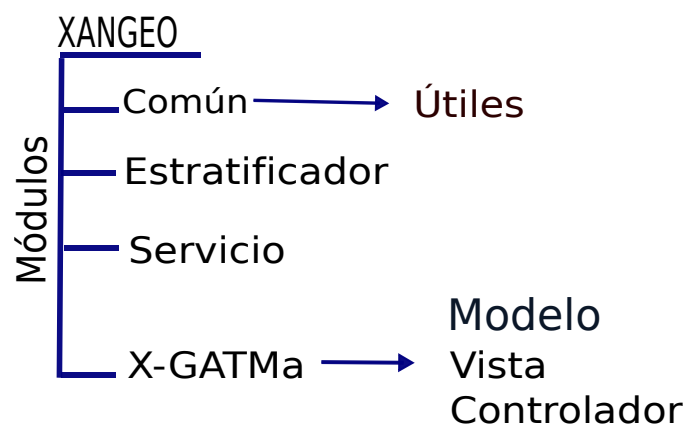 XANGEO
Módulos
Común
Útiles
Estratificador
Servicio
X-GATMa
Modelo
Vista
Controlador